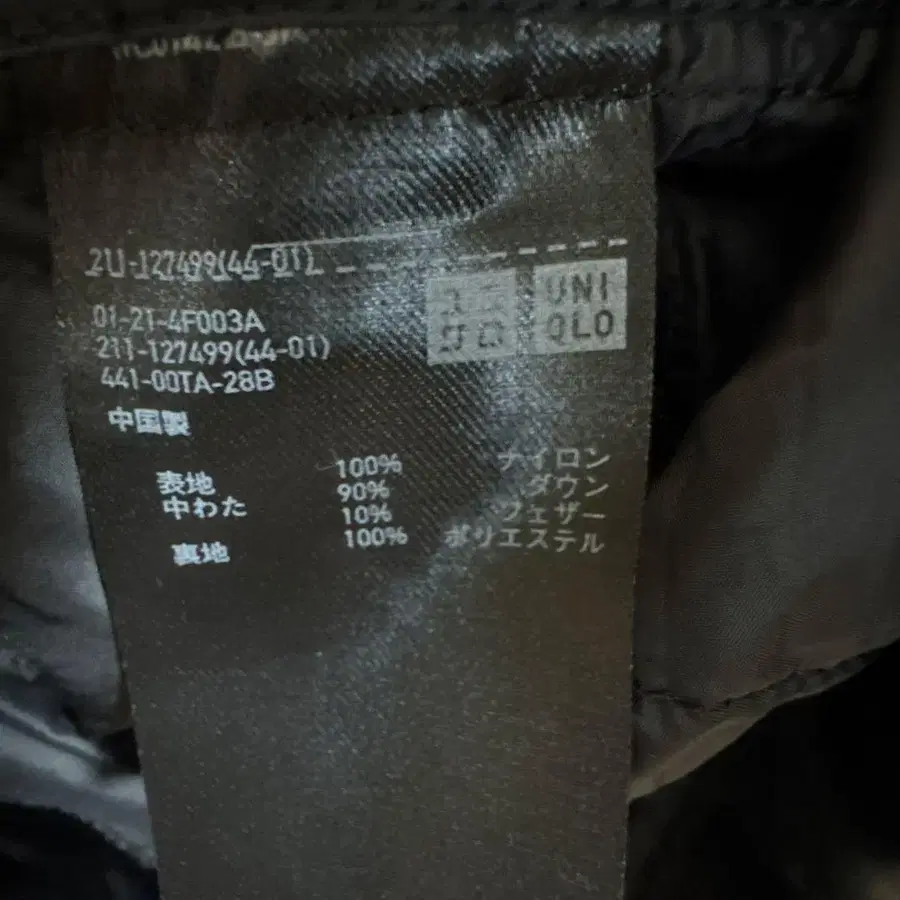 211-127499(44-01)
01-21-4F003A
211-127499(44-01)
441-00TA-28B
中国製
ユニ
クロ
UNI
QLO
表地 100% ナイロン
中わた 90% ダウン
10% フェザー
裏地 100% ポリエステル